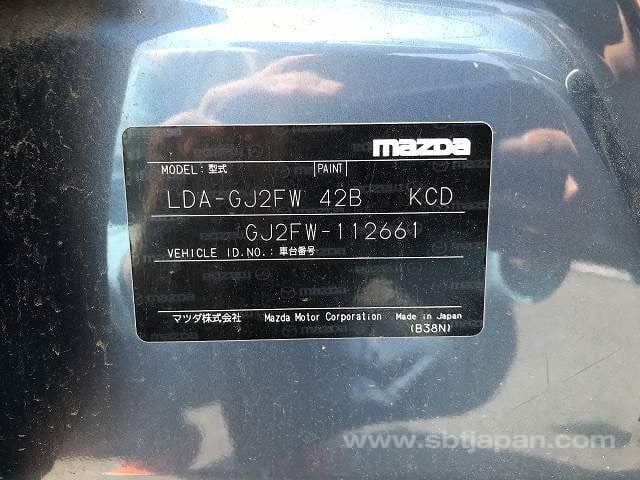 mazda
MODEL: 型式 PAINT
LDA-GJ2FW 42B KCD
GJ2FW-112661
VEHICLE ID.NO.: 車台番号
マツダ株式会社 Mazda Motor Corporation Made in Japan
(B38N)
www.sbtjapan.com